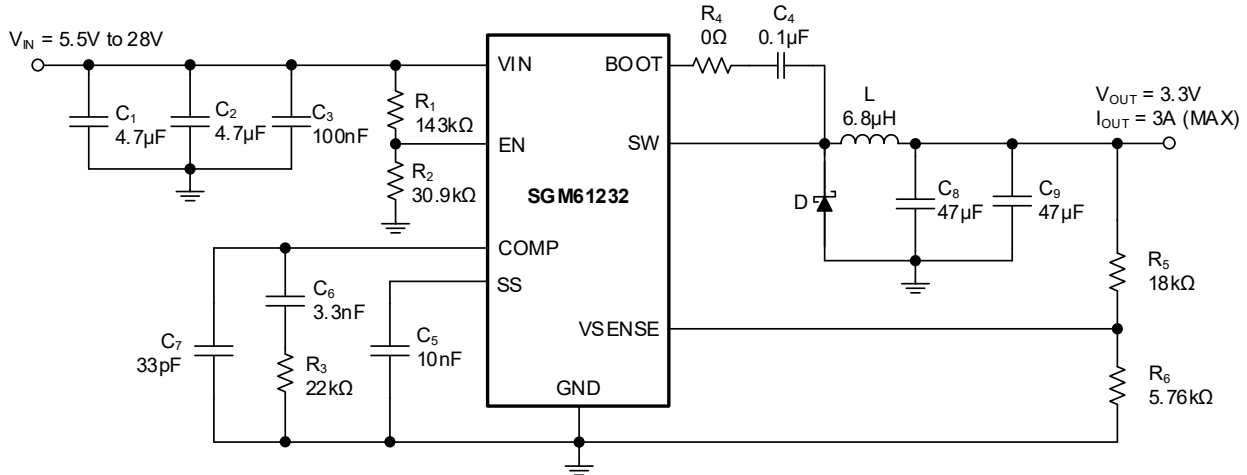 V_IN = 5.5V to 28V
C1
4.7µF
C2
4.7µF
C3
100nF
R1
143kΩ
R2
30.9kΩ
VIN
EN
COMP
SS
GND
BOOT
SW
VSENSE
SGM61232
R4
0Ω
C4
0.1µF
L
6.8µH
V_OUT = 3.3V
I_OUT = 3A (MAX)
D
C8
47µF
C9
47µF
R5
18kΩ
R6
5.76kΩ
C7
33pF
C6
3.3nF
R3
22kΩ
C5
10nF